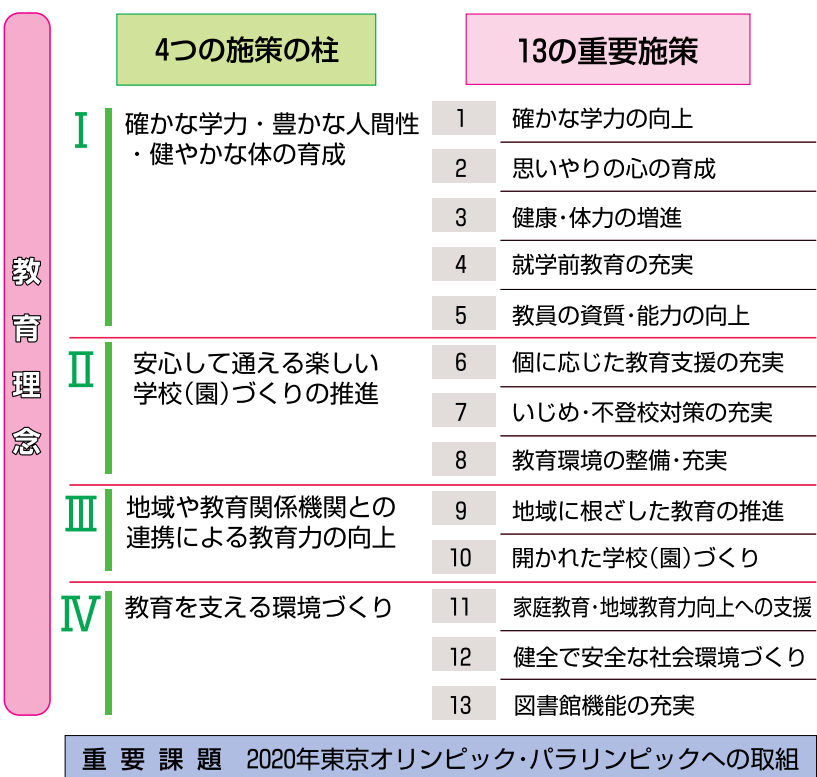 教育理念
4つの施策の柱
13の重要施策
Ⅰ
確かな学力・豊かな人間性
・健やかな体の育成
1 確かな学力の向上
2 思いやりの心の育成
3 健康・体力の増進
4 就学前教育の充実
5 教員の資質・能力の向上
Ⅱ
安心して通える楽しい
学校(園)づくりの推進
6 個に応じた教育支援の充実
7 いじめ・不登校対策の充実
8 教育環境の整備・充実
Ⅲ
地域や教育関係機関との
連携による教育力の向上
9 地域に根ざした教育の推進
10 開かれた学校(園)づくり
Ⅳ
教育を支える環境づくり
11 家庭教育・地域教育力向上への支援
12 健全で安全な社会環境づくり
13 図書館機能の充実
重要課題 2020年東京オリンピック・パラリンピックへの取組